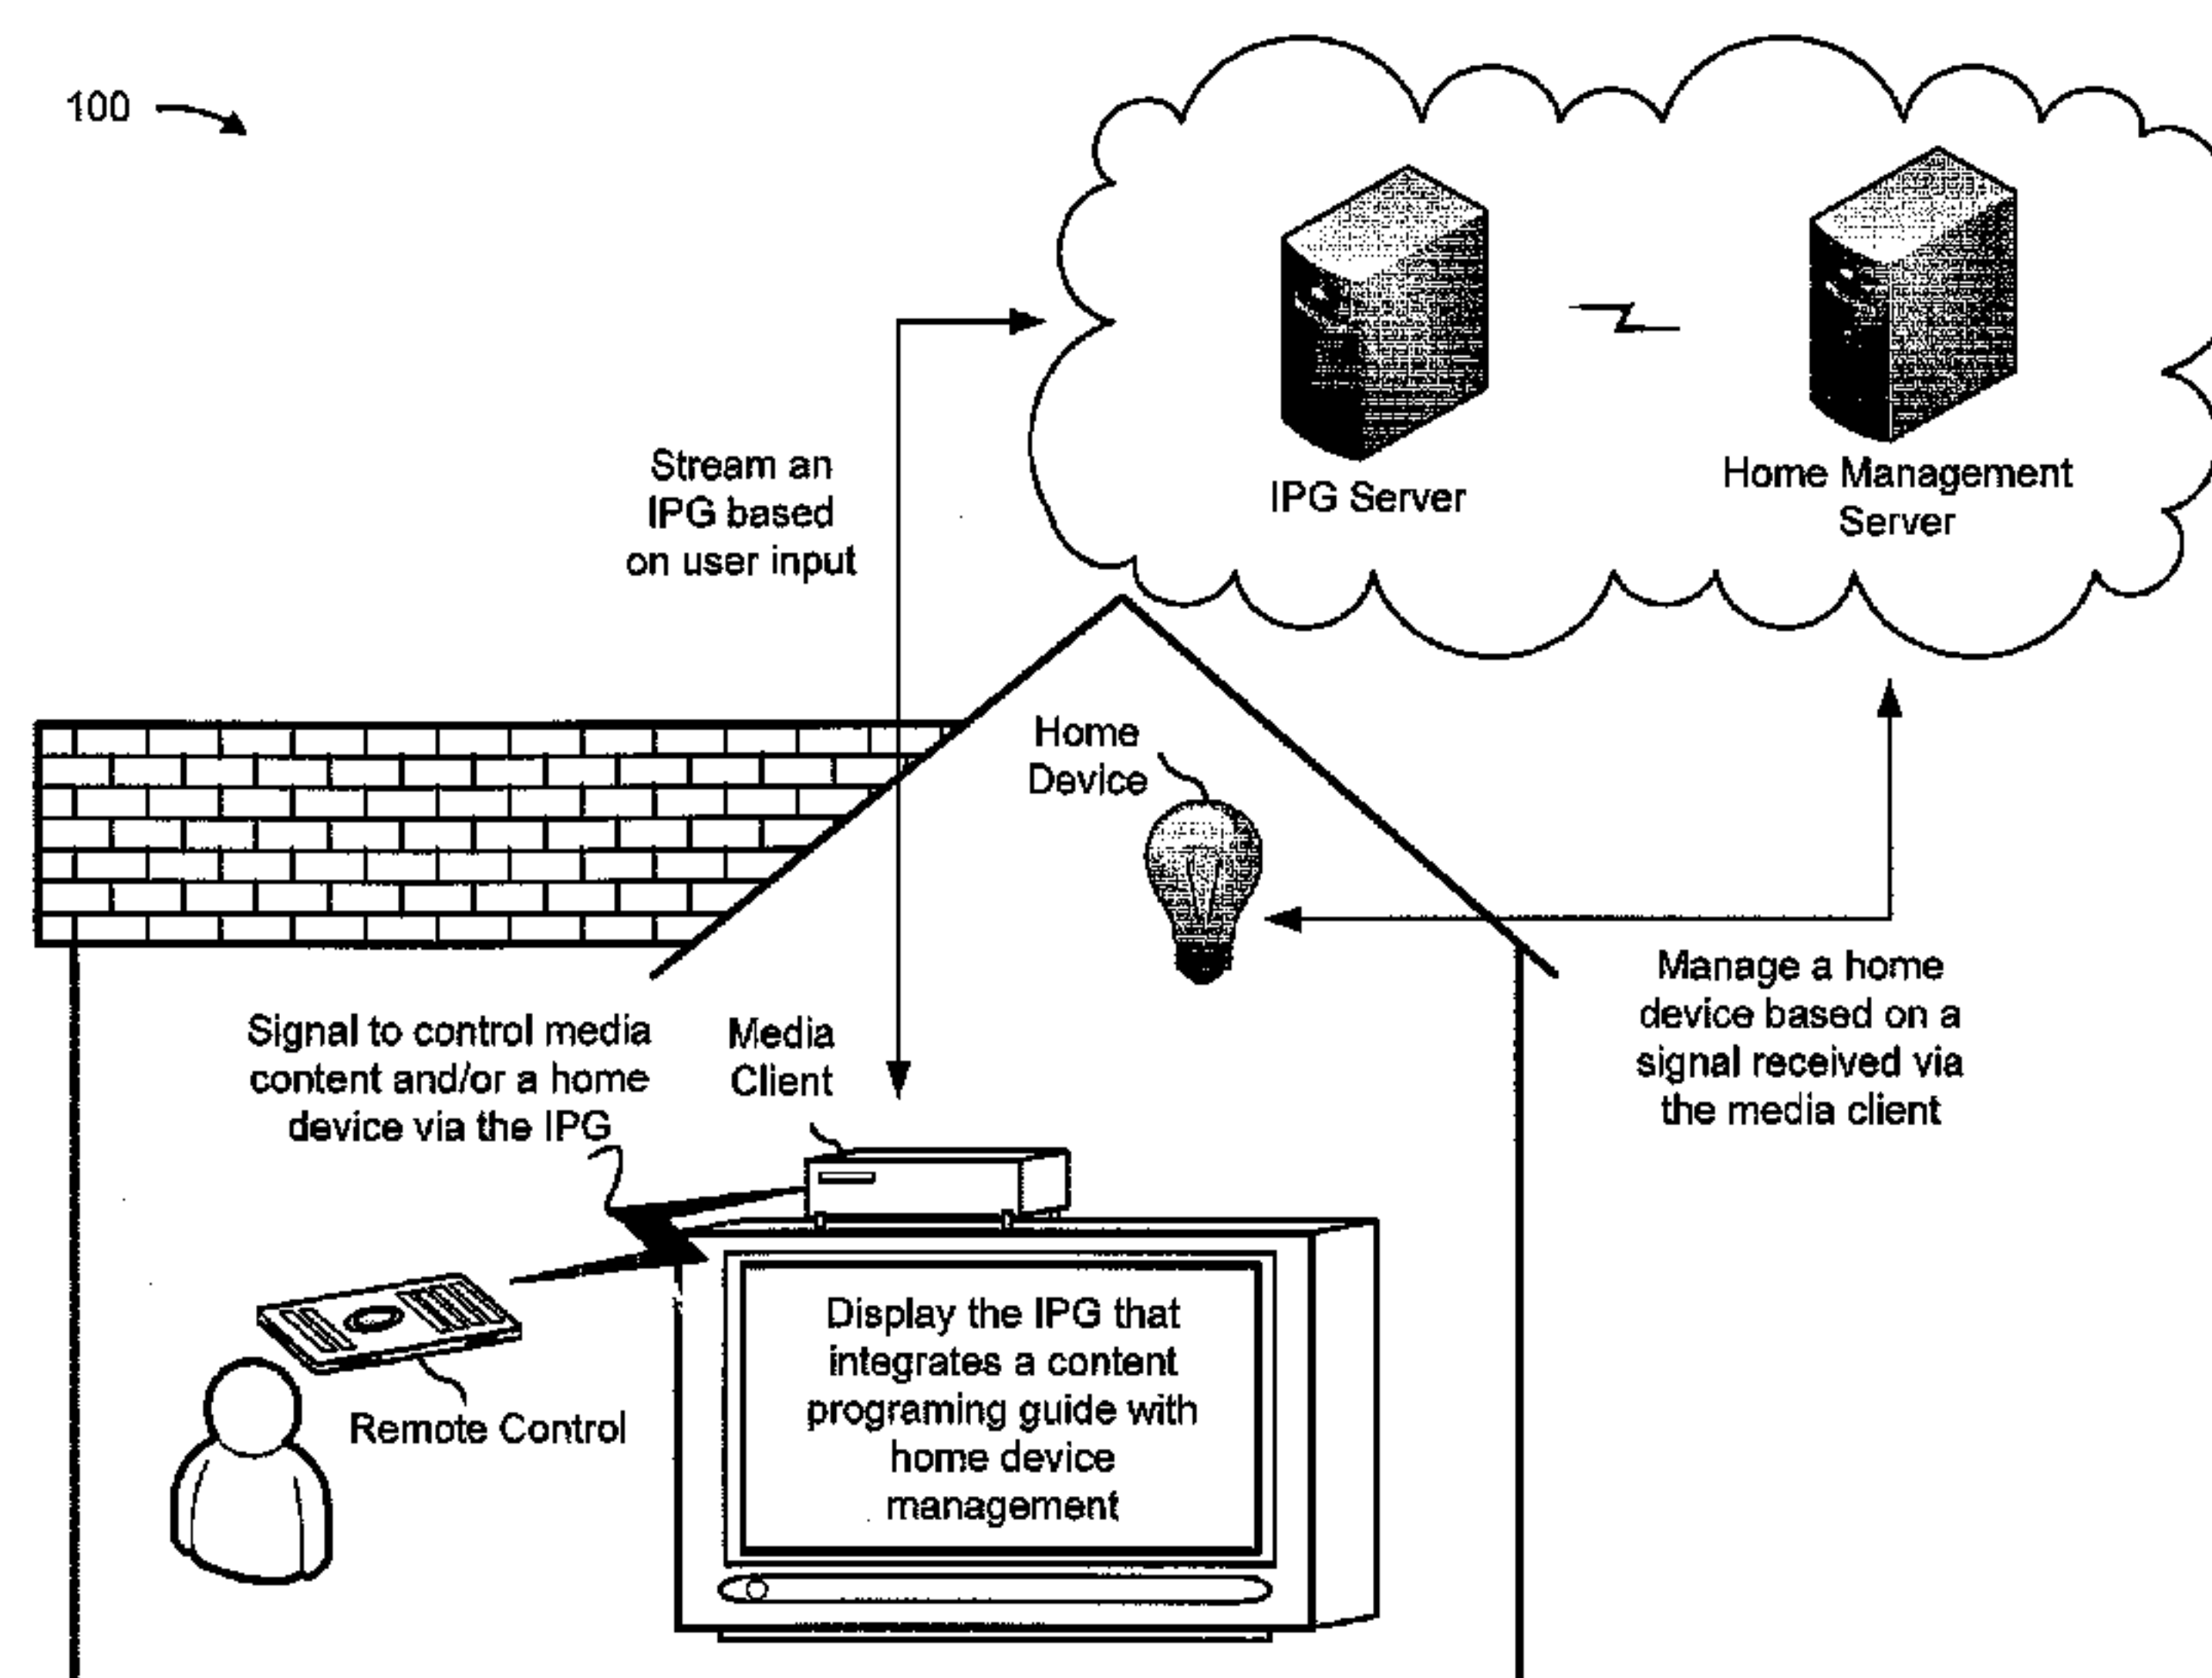 100
Stream an
IPG based
on user input
IPG Server
Home Management
Server
Home
Device
Signal to control media
content and/or a home
device via the IPG
Media
Client
Manage a home
device based on a
signal received via
the media client
Remote Control
Display the IPG that
integrates a content
programing guide with
home device
management